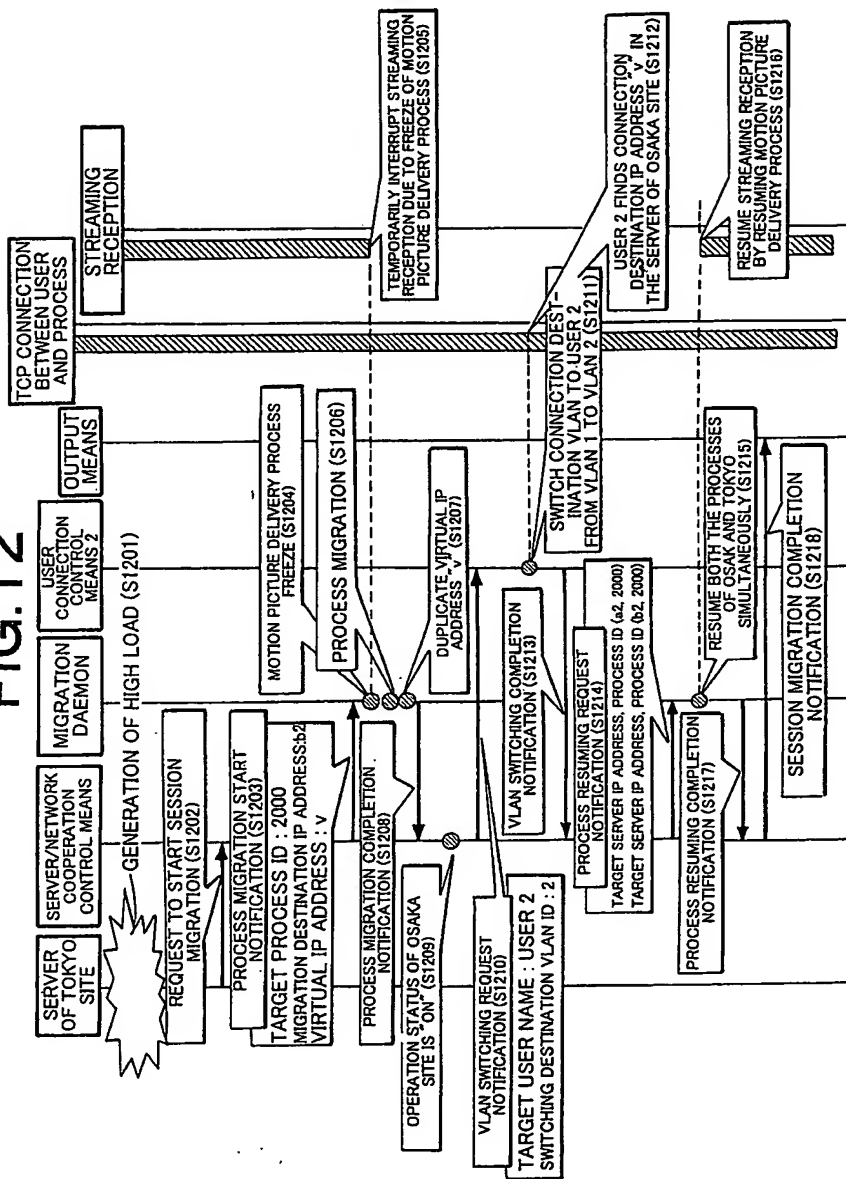 FIG.12
SERVER
OF TOKYO
SITE
SERVER/NETWORK
COOPERATION
CONTROL MEANS
MIGRATION
DAEMON
USER
CONNECTION
CONTROL
MEANS 2
OUTPUT
MEANS
TCP CONNECTION
BETWEEN USER
AND PROCESS
STREAMING
RECEPTION
GENERATION OF HIGH LOAD (S1201)
REQUEST TO START SESSION
MIGRATION (S1202)
PROCESS MIGRATION START
NOTIFICATION (S1203)
TARGET PROCESS ID : 2000
MIGRATION DESTINATION IP ADDRESS:b2
VIRTUAL IP ADDRESS : v
MOTION PICTURE DELIVERY PROCESS
FREEZE (S1204)
TEMPORARILY INTERRUPT STREAMING
RECEPTION DUE TO FREEZE OF MOTION
PICTURE DELIVERY PROCESS (S1205)
PROCESS MIGRATION (S1206)
DUPLICATE VIRTUAL IP
ADDRESS "v" (S1207)
PROCESS MIGRATION COMPLETION
NOTIFICATION (S1208)
OPERATION STATUS OF OSAKA
SITE IS "ON" (S1209)
VLAN SWITCHING REQUEST
NOTIFICATION (S1210)
TARGET USER NAME : USER 2
SWITCHING DESTINATION VLAN ID : 2
SWITCH CONNECTION DEST-
INATION VLAN TO USER 2
FROM VLAN 1 TO VLAN 2 (S1211)
USER 2 FINDS CONNECTION
DESTINATION IP ADDRESS "v" IN
THE SERVER OF OSAKA SITE (S1212)
VLAN SWITCHING COMPLETION
NOTIFICATION (S1213)
PROCESS RESUMING REQUEST
NOTIFICATION (S1214)
TARGET SERVER IP ADDRESS, PROCESS ID (a2, 2000)
TARGET SERVER IP ADDRESS, PROCESS ID (b2, 2000)
RESUME BOTH THE PROCESSES
OF OSAK AND TOKYO
SIMULTANEOUSLY (S1215)
RESUME STREAMING RECEPTION
BY RESUMING MOTION PICTURE
DELIVERY PROCESS (S1216)
PROCESS RESUMING COMPLETION
NOTIFICATION (S1217)
SESSION MIGRATION COMPLETION
NOTIFICATION (S1218)